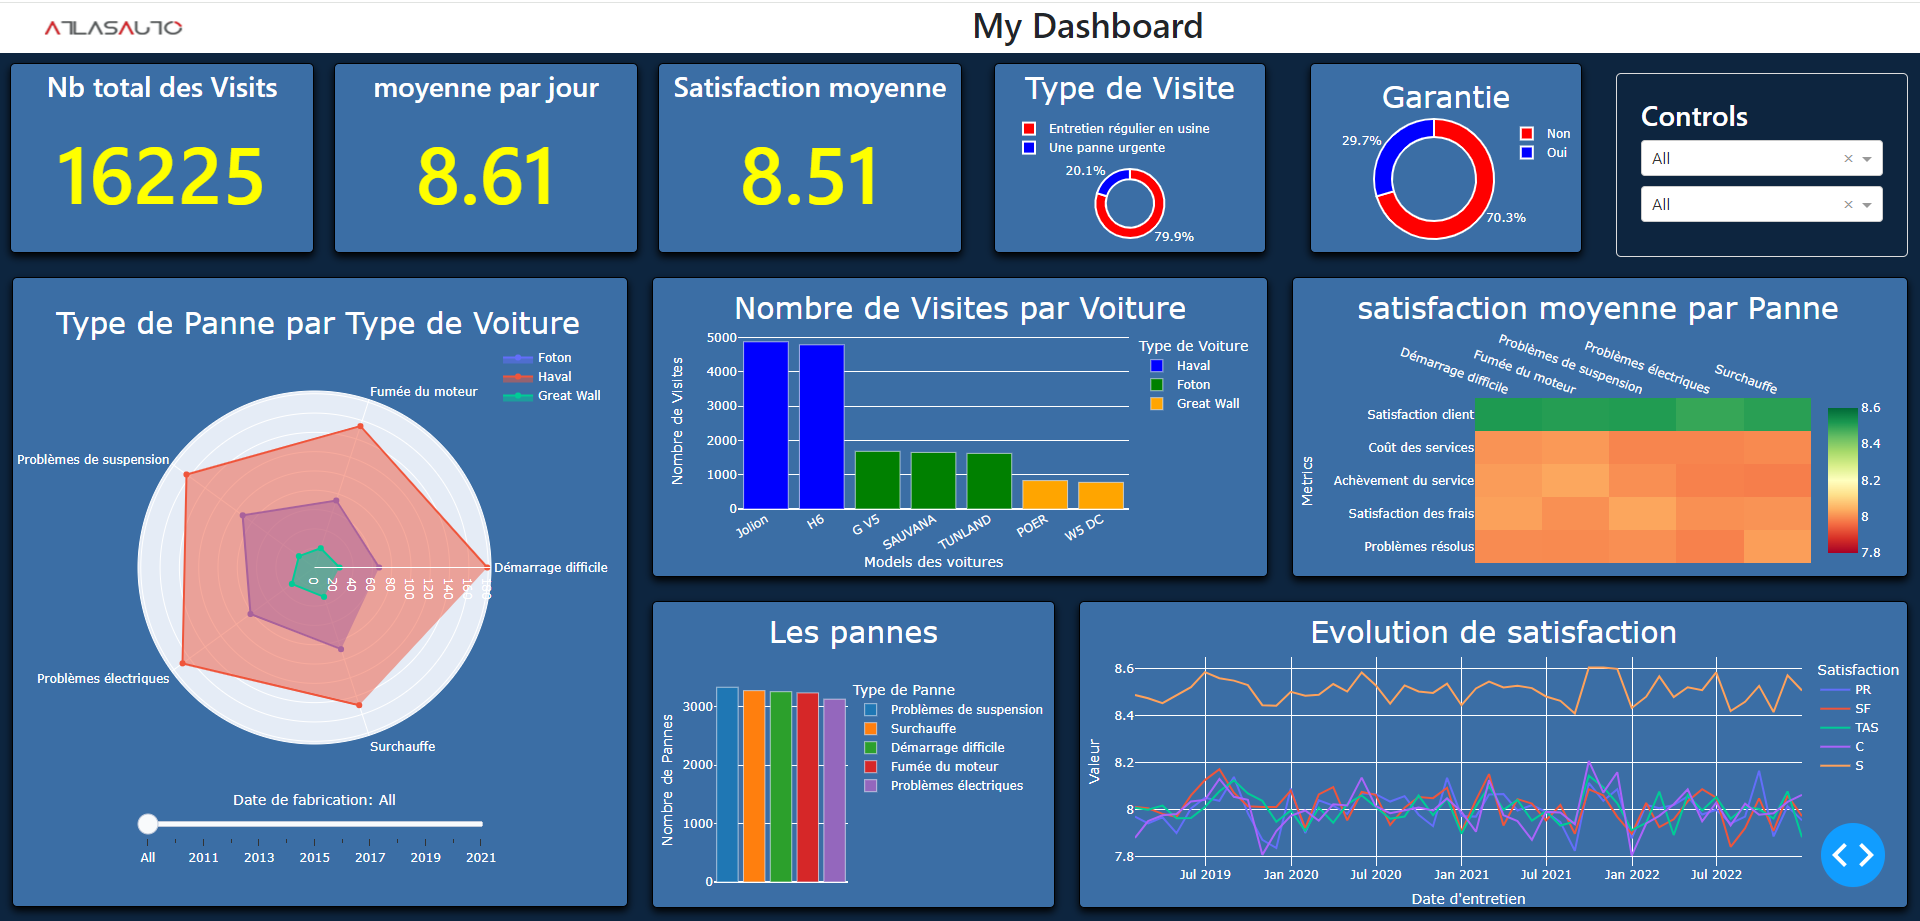 ATLASAUTO
My Dashboard
Nb total des Visits
16225
moyenne par jour
8.61
Satisfaction moyenne
8.51
Type de Visite
Entretien régulier en usine
Une panne urgente
20.1%
79.9%
Garantie
29.7%
70.3%
Non
Oui
Controls
All
All
Type de Panne par Type de Voiture
Foton
Haval
Great Wall
Fumée du moteur
Problèmes de suspension
Démarrage difficile
0 20 40 60 80 100 120 140 160 180
Problèmes électriques
Surchauffe
Date de fabrication: All
All 2011 2013 2015 2017 2019 2021
Nombre de Visites par Voiture
Nombre de Visites
5000
4000
3000
2000
1000
0
Jolion H6 G V5 SAUVANA TUNLAND POER W5 DC
Models des voitures
Type de Voiture
Haval
Foton
Great Wall
satisfaction moyenne par Panne
Démarrage difficile
Fumée du moteur
Problèmes de suspension
Problèmes électriques
Surchauffe
Metrics
Satisfaction client
Coût des services
Achèvement du service
Satisfaction des frais
Problèmes résolus
8.6
8.4
8.2
8
7.8
Les pannes
Nombre de Pannes
3000
2000
1000
0
Type de Panne
Problèmes de suspension
Surchauffe
Démarrage difficile
Fumée du moteur
Problèmes électriques
Evolution de satisfaction
Valeur
8.6
8.4
8.2
8
7.8
Jul 2019 Jan 2020 Jul 2020 Jan 2021 Jul 2021 Jan 2022 Jul 2022
Date d'entretien
Satisfaction
PR
SF
TAS
C
S